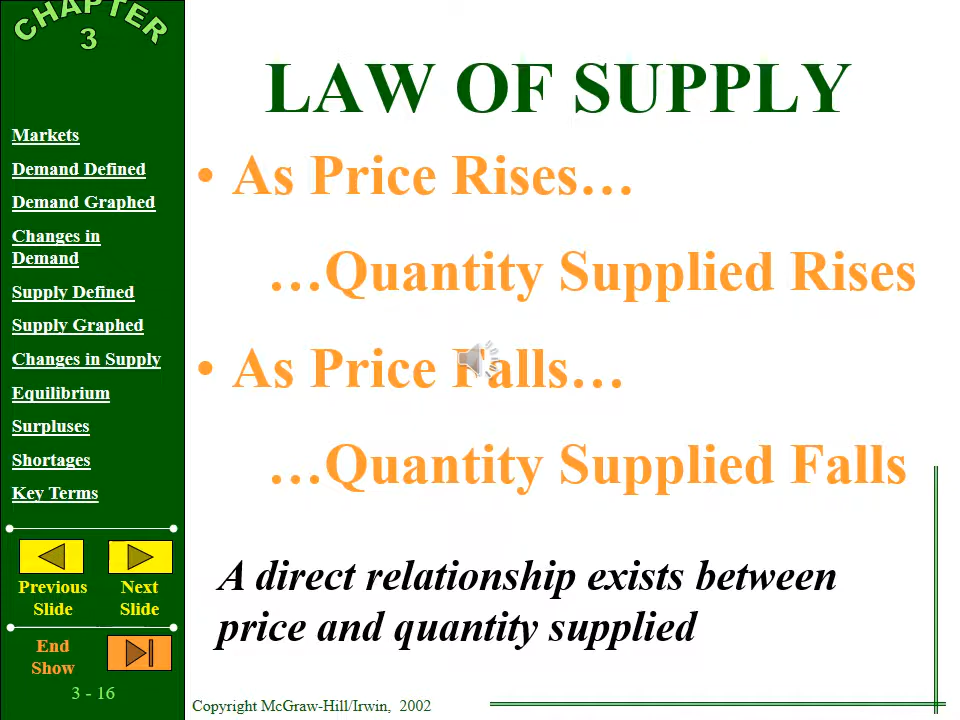 CHAPTER
3
Markets
Demand Defined
Demand Graphed
Changes in
Demand
Supply Defined
Supply Graphed
Changes in Supply
Equilibrium
Surpluses
Shortages
Key Terms
Previous
Slide
Next
Slide
End
Show
3 - 16
LAW OF SUPPLY
• As Price Rises…
…Quantity Supplied Rises
• As Price Falls…
…Quantity Supplied Falls
A direct relationship exists between
price and quantity supplied
Copyright McGraw-Hill/Irwin, 2002